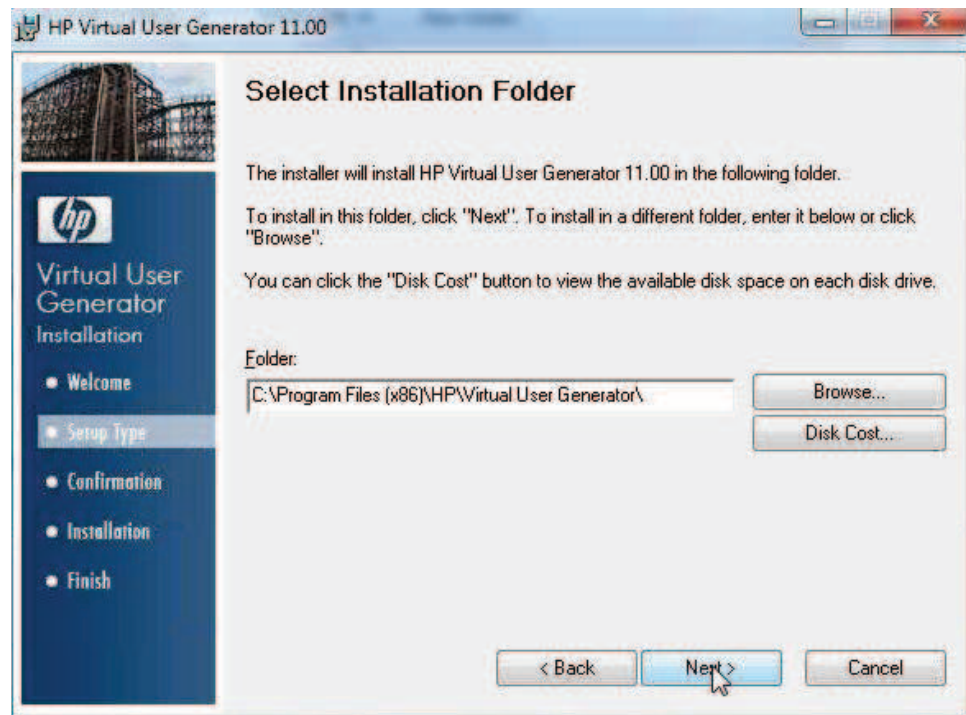 HP Virtual User Generator 11.00
Select Installation Folder
The installer will install HP Virtual User Generator 11.00 in the following folder.
To install in this folder, click "Next". To install in a different folder, enter it below or click
"Browse".
You can click the "Disk Cost" button to view the available disk space on each disk drive.
Folder:
C:\Program Files (x86)\HP\Virtual User Generator\
Browse...
Disk Cost...
hp
Virtual User
Generator
Installation
Welcome
Setup Type
Confirmation
Installation
Finish
< Back
Next >
Cancel